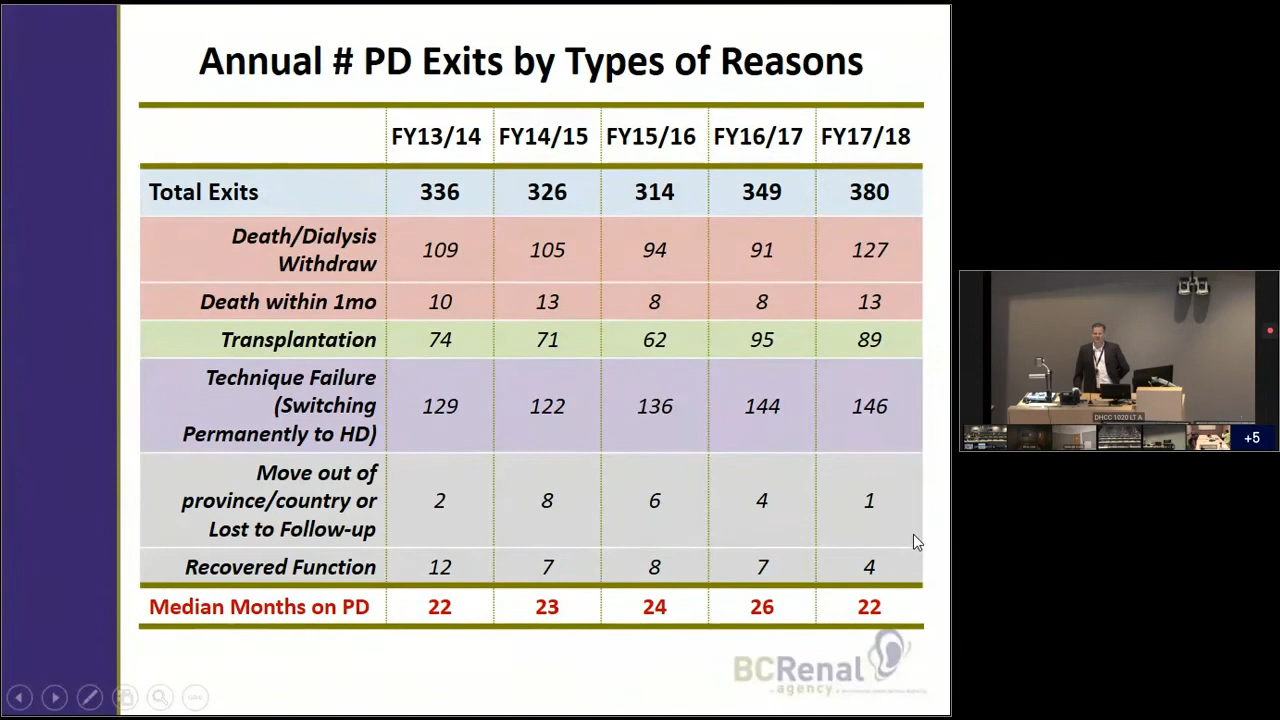 Annual # PD Exits by Types of Reasons
FY13/14 FY14/15 FY15/16 FY16/17 FY17/18
Total Exits 336 326 314 349 380
Death/Dialysis
Withdraw 109 105 94 91 127
Death within 1mo 10 13 8 8 13
Transplantation 74 71 62 95 89
Technique Failure
(Switching 129 122 136 144 146
Permanently to HD)
Move out of
province/country or 2 8 6 4 1
Lost to Follow-up
Recovered Function 12 7 8 7 4
Median Months on PD 22 23 24 26 22
BCRenal
agency
DHCC 1020 LT A
+5